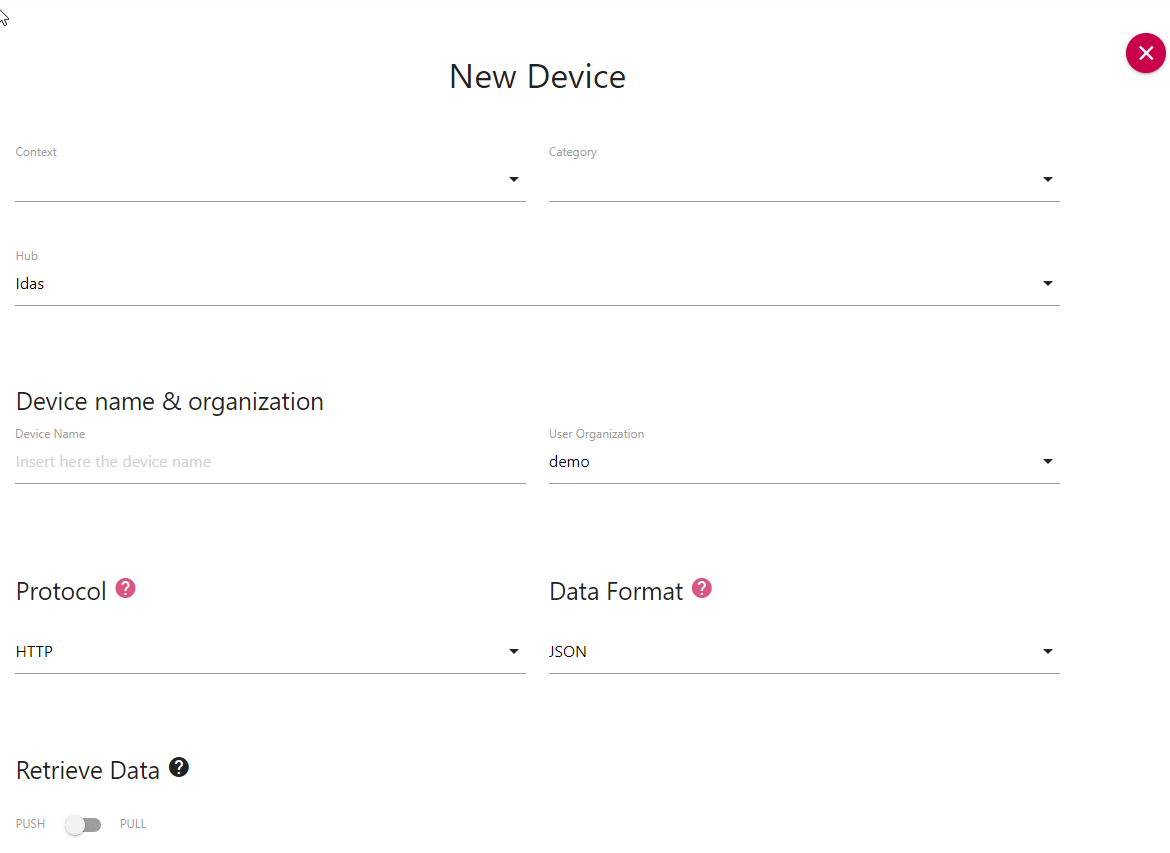 New Device
Context
Category
Hub
Idas
Device name & organization
Device Name
User Organization
Insert here the device name
demo
Protocol ?
Data Format ?
HTTP
JSON
Retrieve Data ?
PUSH
PULL